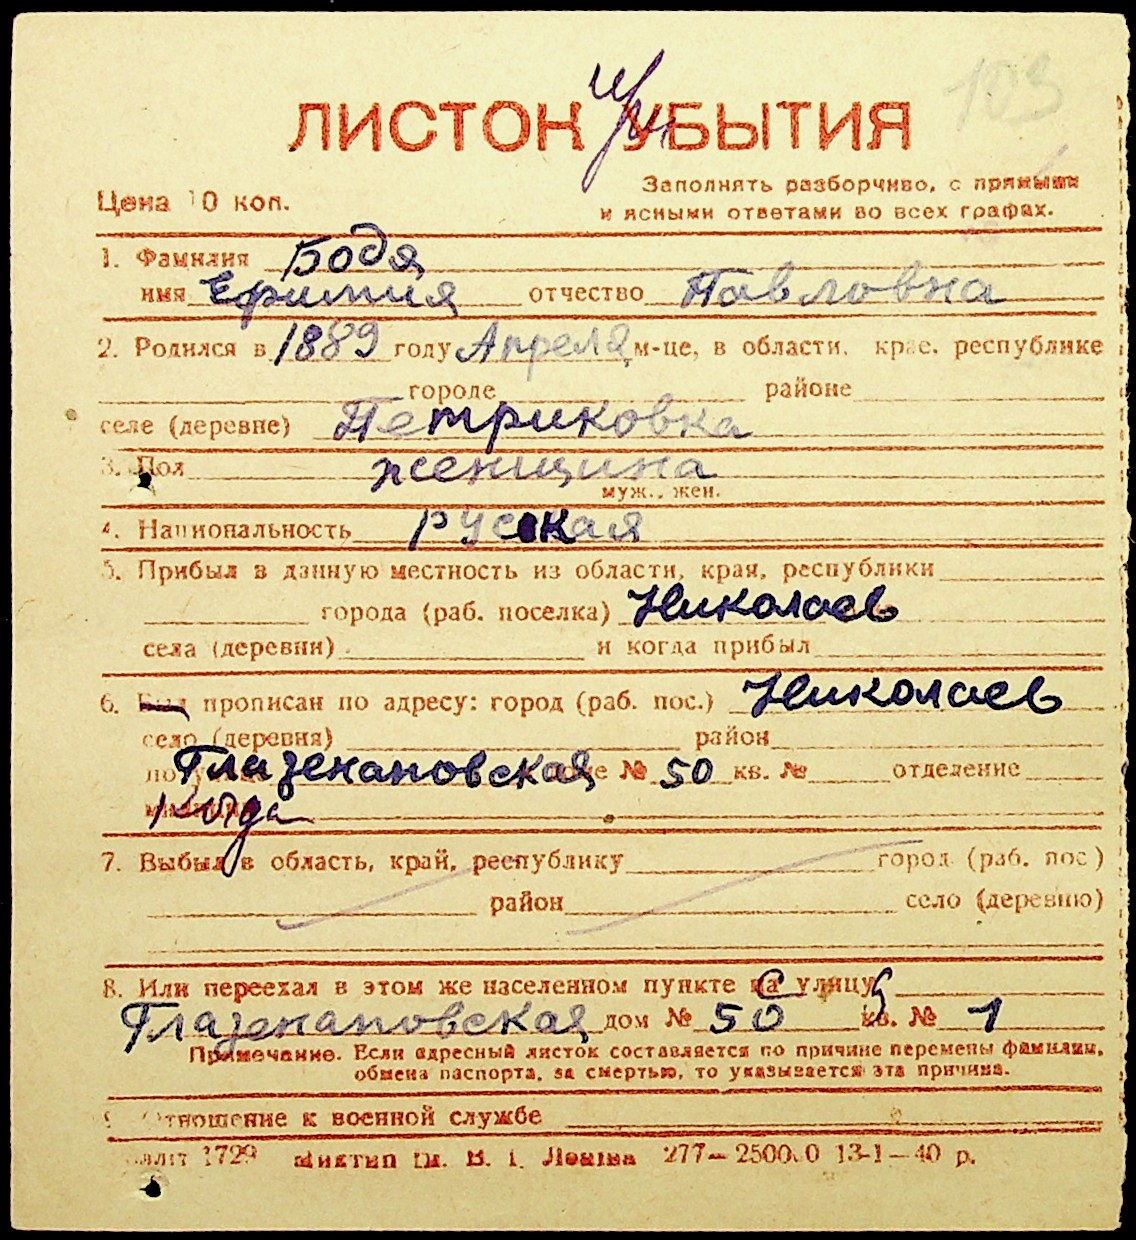 103
ЛИСТОК УБЫТИЯ
Цена 10 коп.
Заполнять разборчиво, с прямыми
и ясными ответами во всех графах.
1. Фамилия Бодя
имя Ефимия отчество Павловна
2. Родился в 1889 году Апреля м-це, в области, крае, республике
городе районе
селе (деревне) Петриковка
3. Пол женщина
муж., жен.
4. Национальность русская
5. Прибыл в данную местность из области, края, республики
города (раб. поселка) Николаев
села (деревни) и когда прибыл
6. Был прописан по адресу: город (раб. пос.) Николаев
село (деревня) район
Глазенаповская № 50 кв. № отделение
7. Выбыл в область, край, республику город (раб. пос.)
район село (деревню)
8. Или переехал в этом же населенном пункте на улицу
Глазенаповская дом № 50 кв. № 1
Примечание. Если адресный листок составляется по причине перемены фамилии,
обмена паспорта, за смертью, то указывается эта причина.
Отношение к военной службе
1729 им. В. И. Ленина 277— 13-1—40 р.